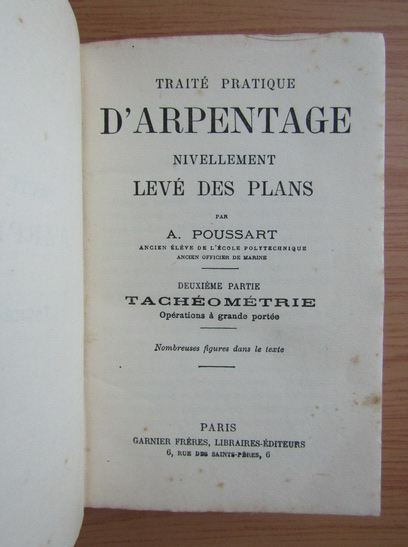 TRAITÉ PRATIQUE
D'ARPENTAGE
NIVELLEMENT
LEVÉ DES PLANS
PAR
A. POUSSART
ANCIEN ÉLÈVE DE L'ÉCOLE POLYTECHNIQUE
ANCIEN OFFICIER DE MARINE
DEUXIÈME PARTIE
TACHÉOMÉTRIE
Opérations à grande portée
Nombreuses figures dans le texte
PARIS
GARNIER FRÈRES, LIBRAIRES-ÉDITEURS
6, RUE DES SAINTS-PÈRES, 6